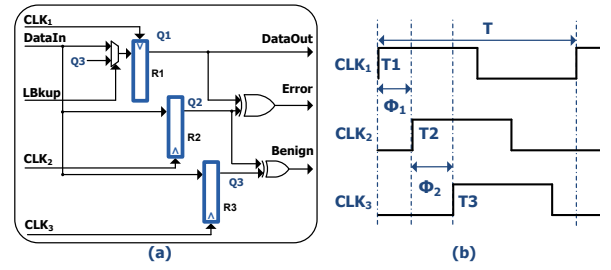 CLK₁
DataIn
Q3
LBkup
CLK₂
CLK₃
Q1
R1
Q2
R2
Q3
R3
DataOut
Error
Benign
(a)
T
CLK₁ T1
Φ₁
CLK₂ T2
Φ₂
CLK₃ T3
(b)